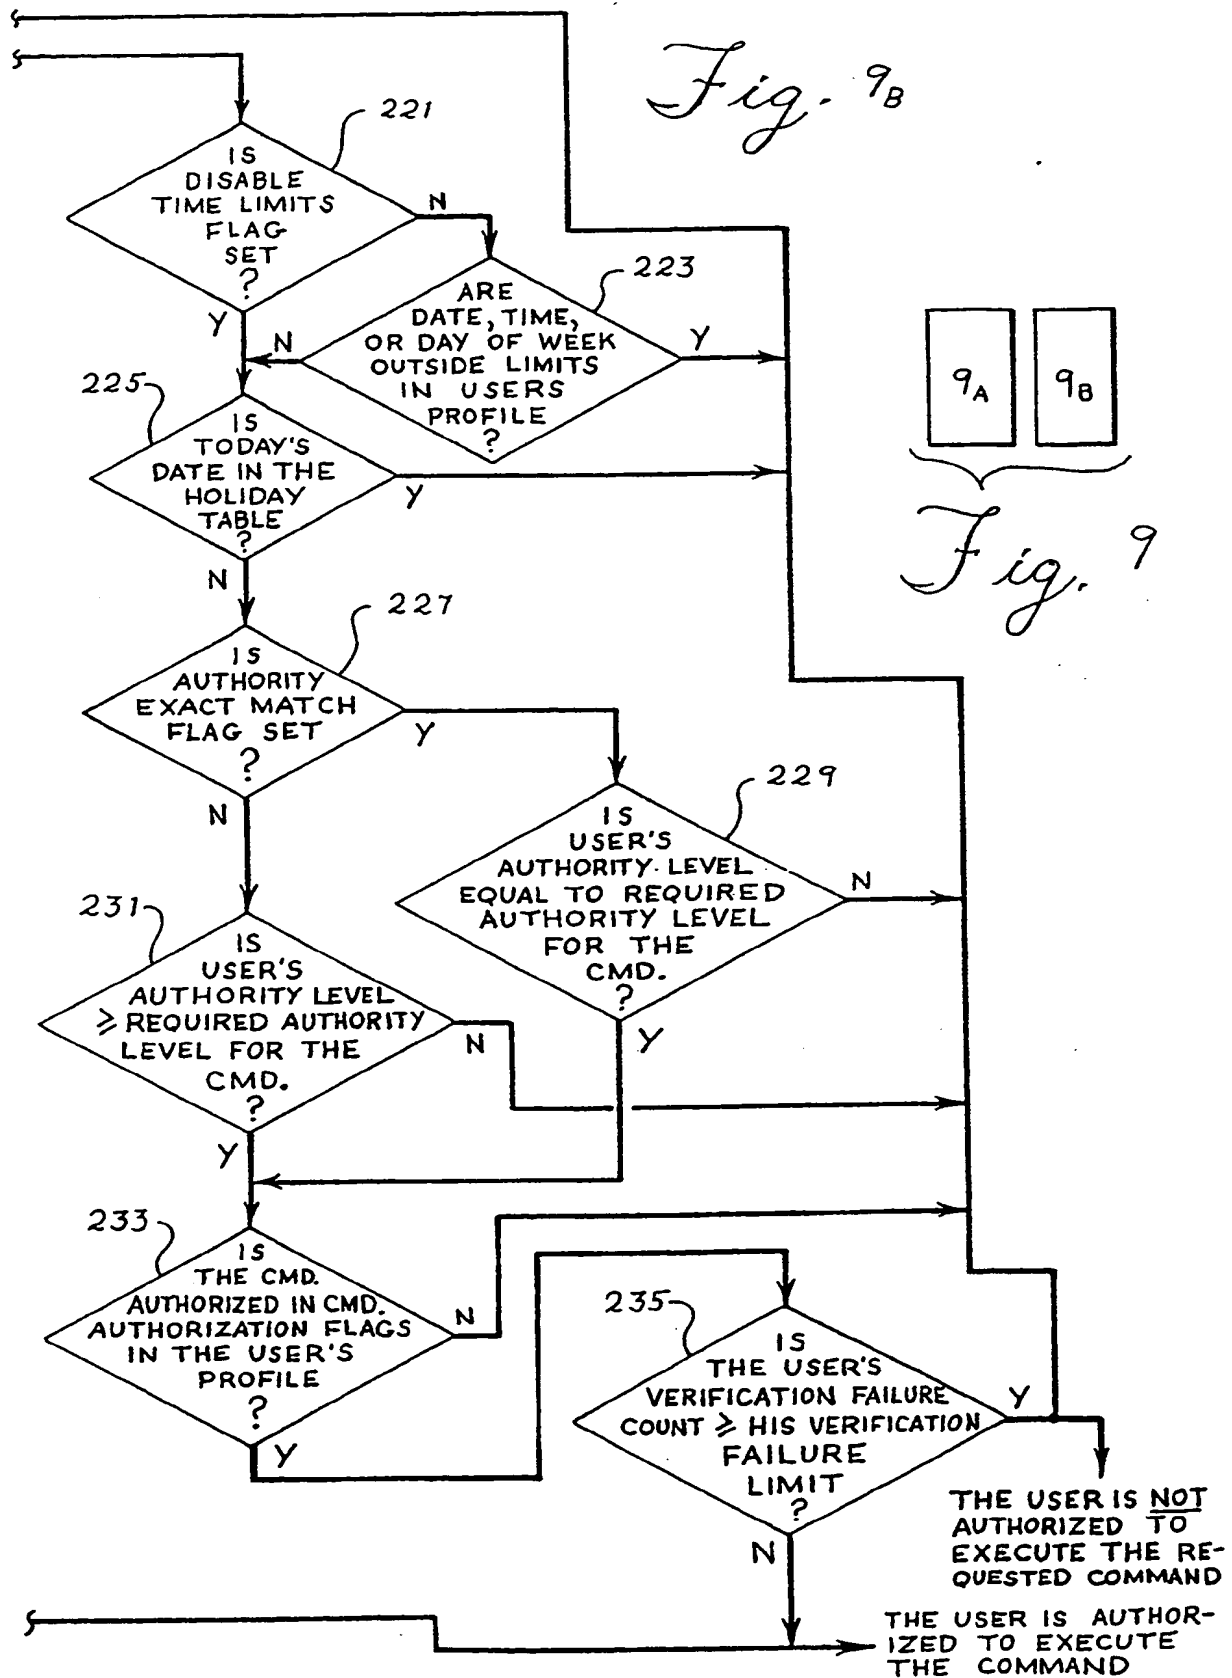 Fig. 9B
221
IS
DISABLE
TIME LIMITS
FLAG
SET
?
N
Y
223
ARE
DATE, TIME,
OR DAY OF WEEK
OUTSIDE LIMITS
IN USERS
PROFILE
?
N
Y
225
IS
TODAY'S
DATE IN THE
HOLIDAY
TABLE
?
Y
N
9A
9B
Fig. 9
227
IS
AUTHORITY
EXACT MATCH
FLAG SET
?
Y
N
229
IS
USER'S
AUTHORITY LEVEL
EQUAL TO REQUIRED
AUTHORITY LEVEL
FOR THE
CMD.
?
N
Y
231
IS
USER'S
AUTHORITY LEVEL
≥ REQUIRED AUTHORITY
LEVEL FOR THE
CMD.
?
N
Y
233
IS
THE CMD.
AUTHORIZED IN CMD.
AUTHORIZATION FLAGS
IN THE USER'S
PROFILE
?
N
Y
235
IS
THE USER'S
VERIFICATION FAILURE
COUNT ≥ HIS VERIFICATION
FAILURE
LIMIT
?
Y
N
THE USER IS NOT
AUTHORIZED TO
EXECUTE THE RE-
QUESTED COMMAND
THE USER IS AUTHOR-
IZED TO EXECUTE
THE COMMAND